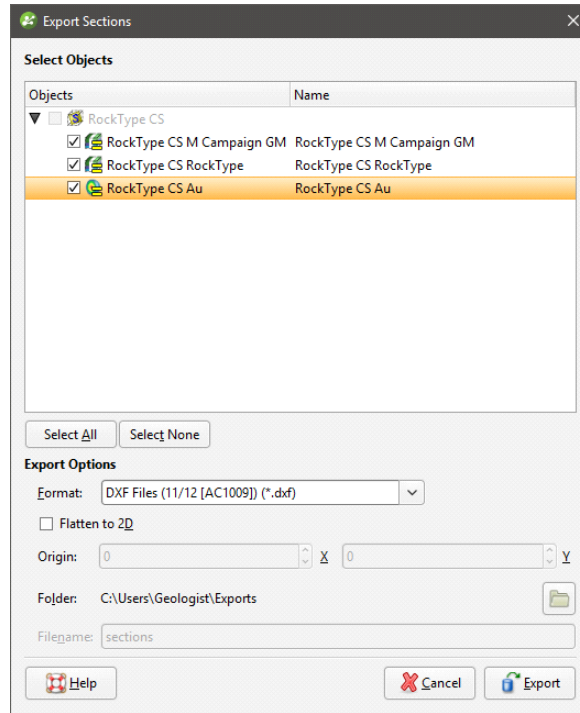 Export Sections
Select Objects
Objects Name
RockType CS
RockType CS M Campaign GM RockType CS M Campaign GM
RockType CS RockType RockType CS RockType
RockType CS Au RockType CS Au
Select All Select None
Export Options
Format: DXF Files (11/12 [AC1009]) (*.dxf)
Flatten to 2D
Origin: 0 X 0 Y
Folder: C:\Users\Geologist\Exports
Filename: sections
Help Cancel Export